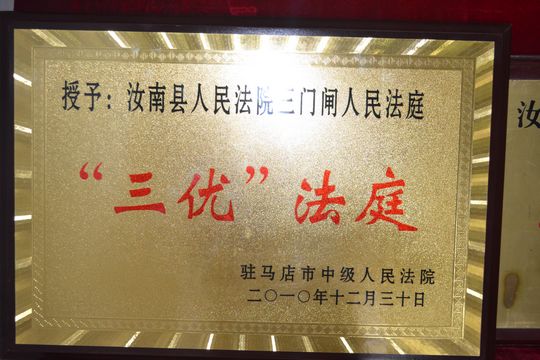 授予：汝南县人民法院三门闸人民法庭
“三优”法庭
驻马店市中级人民法院
二〇一〇年十二月三十日
汝